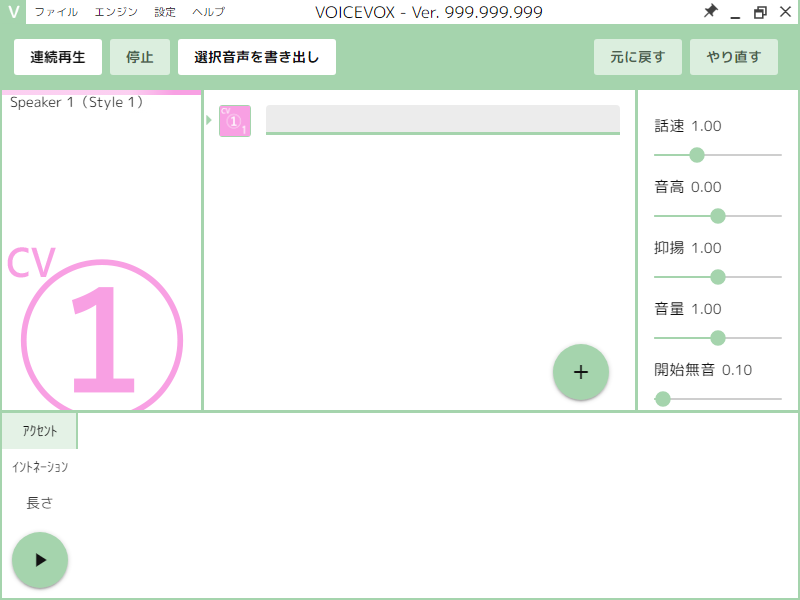 V ファイル エンジン 設定 ヘルプ VOICEVOX - Ver. 999.999.999
連続再生 停止 選択音声を書き出し 元に戻す やり直す
Speaker 1（Style 1）
CV
①
CV
①
1
話速 1.00
音高 0.00
抑揚 1.00
音量 1.00
開始無音 0.10
ｱｸｾﾝﾄ
ｲﾝﾄﾈｰｼｮﾝ
長さ